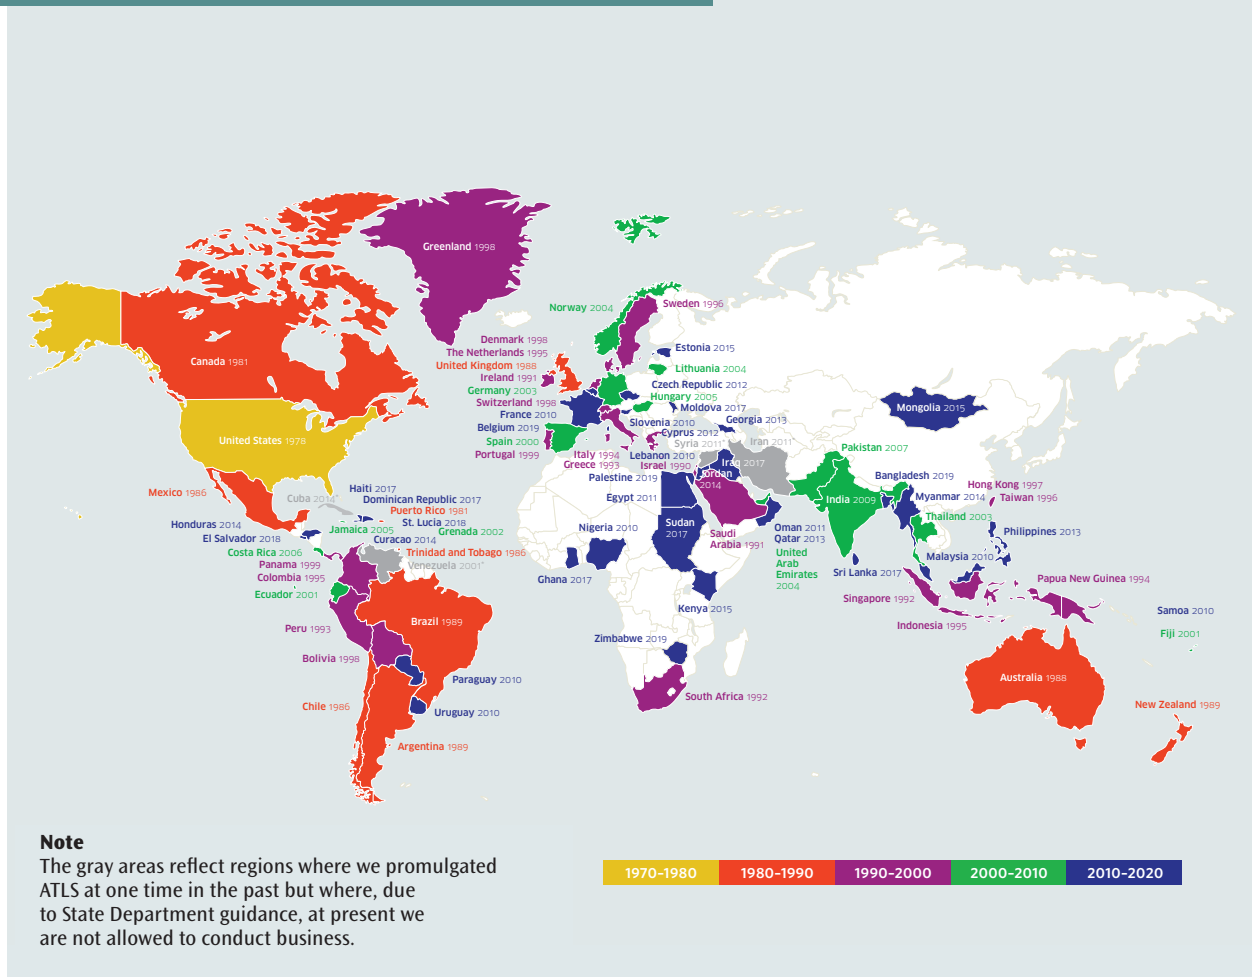 Greenland 1998
Norway 2004
Sweden 1996
Denmark 1998
The Netherlands 1995
United Kingdom 1988
Ireland 1991
Germany 2003
Switzerland 1998
France 2010
Belgium 2019
Spain 2000
Portugal 1999
Estonia 2015
Lithuania 2004
Czech Republic 2012
Hungary 2005
Moldova 2017
Slovenia 2010
Georgia 2013
Cyprus 2012
Syria 2011*
Iran 2011*
Italy 1994
Greece 1993
Lebanon 2010
Israel 1990
Palestine 2019
Iraq 2017
Jordan
2014
Egypt 2011
Canada 1981
United States 1978
Mexico 1986
Cuba 2014*
Haiti 2017
Dominican Republic 2017
Puerto Rico 1981
St. Lucia 2018
Jamaica 2005
Grenada 2002
Curacao 2014
Honduras 2014
El Salvador 2018
Costa Rica 2006
Panama 1999
Colombia 1995
Ecuador 2001
Trinidad and Tobago 1986
Venezuela 2001*
Peru 1993
Brazil 1989
Bolivia 1998
Paraguay 2010
Chile 1986
Uruguay 2010
Argentina 1989
Nigeria 2010
Ghana 2017
Sudan
2017
Saudi
Arabia 1991
Oman 2011
Qatar 2013
United
Arab
Emirates
2004
Kenya 2015
Zimbabwe 2019
South Africa 1992
Mongolia 2015
Pakistan 2007
India 2009
Bangladesh 2019
Myanmar 2014
Hong Kong 1997
Taiwan 1996
Thailand 2003
Philippines 2013
Malaysia 2010
Sri Lanka 2017
Singapore 1992
Indonesia 1995
Papua New Guinea 1994
Samoa 2010
Fiji 2001
Australia 1988
New Zealand 1989
Note
The gray areas reflect regions where we promulgated
ATLS at one time in the past but where, due
to State Department guidance, at present we
are not allowed to conduct business.
1970–1980
1980–1990
1990–2000
2000–2010
2010–2020